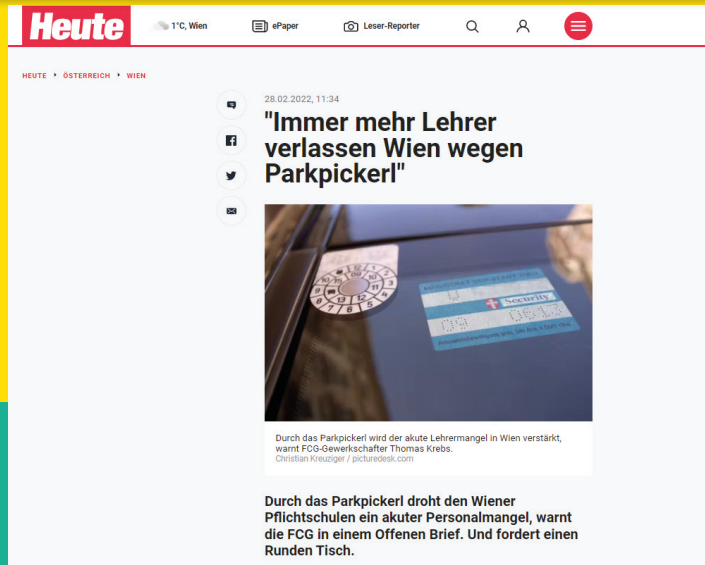 Heute
1°C, Wien
ePaper
Leser-Reporter
HEUTE
ÖSTERREICH
WIEN
28.02.2022, 11:34
"Immer mehr Lehrer
verlassen Wien wegen
Parkpickerl"
Security
09
0613
Durch das Parkpickerl wird der akute Lehrermangel in Wien verstärkt,
warnt FCG-Gewerkschafter Thomas Krebs.
Christian Kreuziger / picturedesk.com
Durch das Parkpickerl droht den Wiener
Pflichtschulen ein akuter Personalmangel, warnt
die FCG in einem Offenen Brief. Und fordert einen
Runden Tisch.